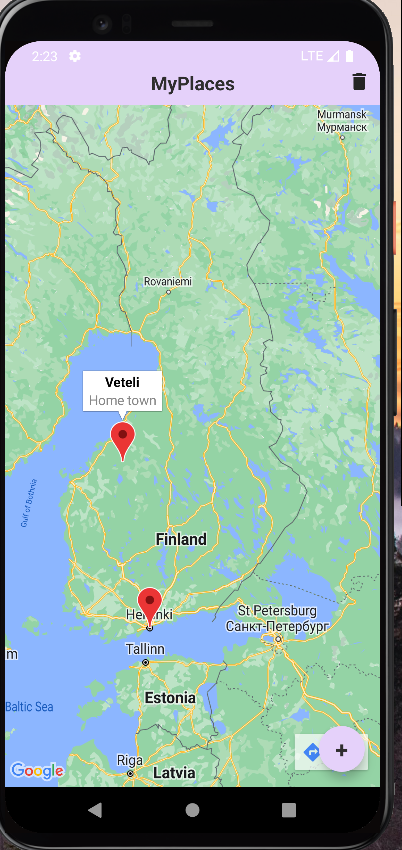 2:23
LTE
MyPlaces
Murmansk
Мурманск
Rovaniemi
Veteli
Home town
Gulf of Bothnia
Finland
Helsinki
St Petersburg
Санкт-Петербург
Tallinn
m
Baltic Sea
Estonia
Riga
Latvia
Google
+